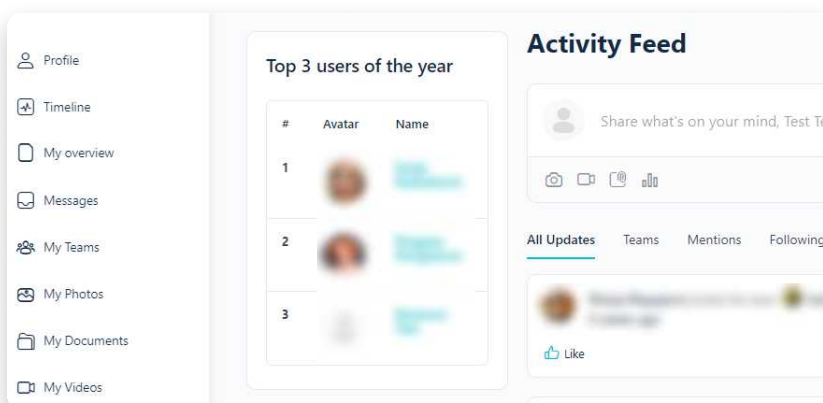 Profile
Timeline
My overview
Messages
My Teams
My Photos
My Documents
My Videos
Top 3 users of the year
# Avatar Name
1
2
3
Activity Feed
Share what's on your mind, Test
All Updates Teams Mentions Following
Like